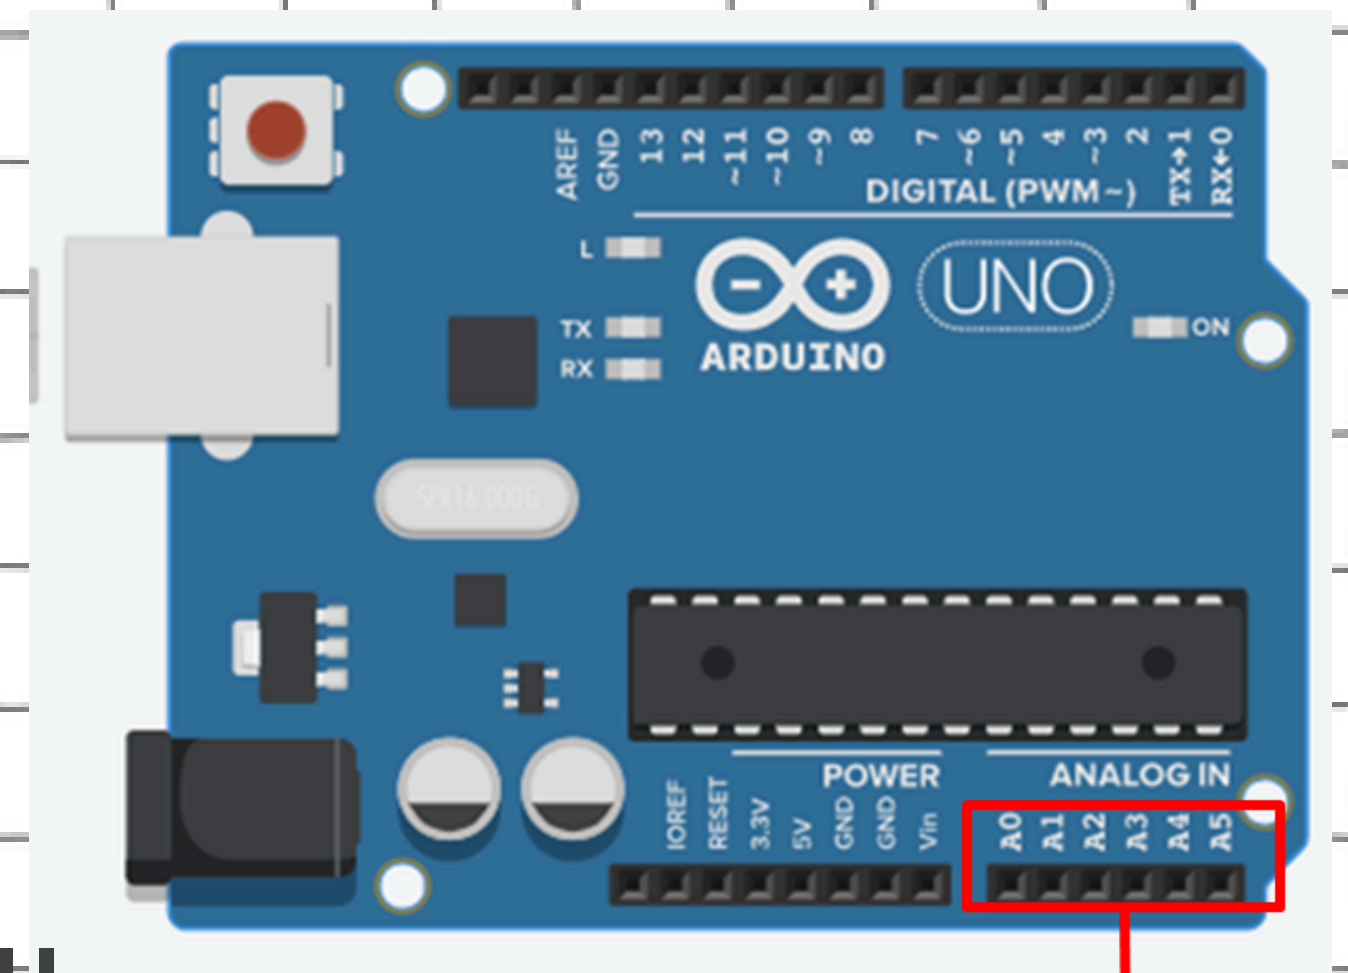 AREF GND 13 12 ~11 ~10 ~9 8 7 ~6 ~5 4 ~3 2 TX→1 RX←0
DIGITAL (PWM~)
L
UNO
TX
ON
RX
ARDUINO
SPK16.000G
POWER
ANALOG IN
IOREF RESET 3.3V 5V GND GND Vin A0 A1 A2 A3 A4 A5